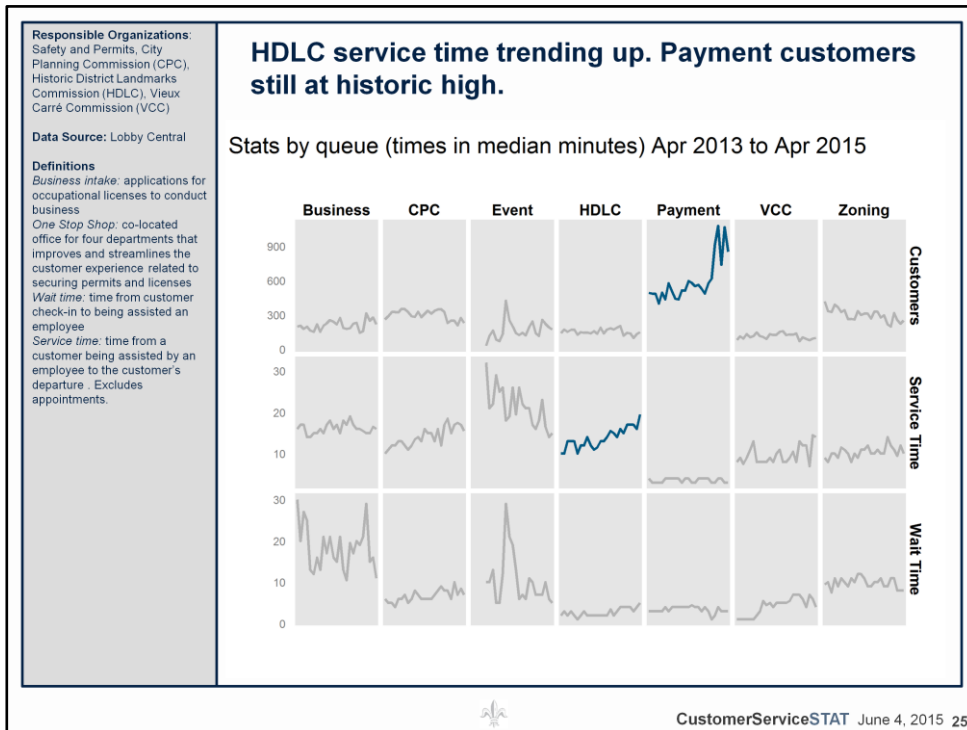 Responsible Organizations:
Safety and Permits, City
Planning Commission (CPC),
Historic District Landmarks
Commission (HDLC), Vieux
Carré Commission (VCC)
Data Source: Lobby Central
Definitions
Business intake: applications for
occupational licenses to conduct
business
One Stop Shop: co-located
office for four departments that
improves and streamlines the
customer experience related to
securing permits and licenses
Wait time: time from customer
check-in to being assisted an
employee
Service time: time from a
customer being assisted by an
employee to the customer's
departure . Excludes
appointments.
HDLC service time trending up. Payment customers
still at historic high.
Stats by queue (times in median minutes) Apr 2013 to Apr 2015
Business CPC Event HDLC Payment VCC Zoning
900
600
300
0
Customers
30
20
10
Service Time
30
20
10
0
Wait Time
CustomerServiceSTAT June 4, 2015 25